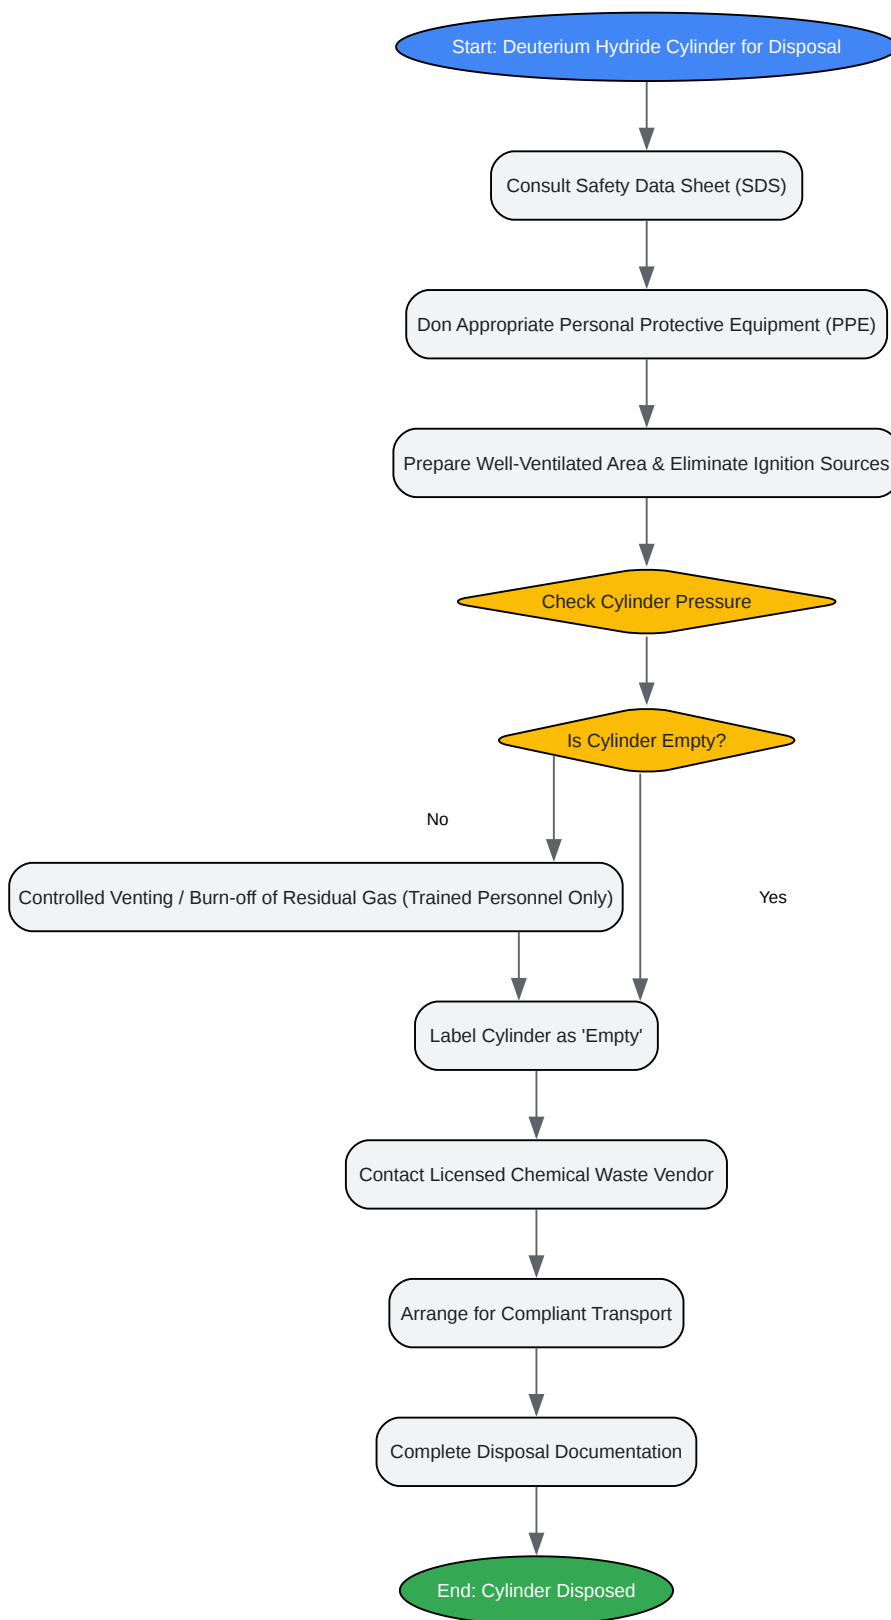 Start: Deuterium Hydride Cylinder for Disposal
Consult Safety Data Sheet (SDS)
Don Appropriate Personal Protective Equipment (PPE)
Prepare Well-Ventilated Area & Eliminate Ignition Sources
Check Cylinder Pressure
Is Cylinder Empty?
No
Controlled Venting / Burn-off of Residual Gas (Trained Personnel Only)
Yes
Label Cylinder as 'Empty'
Contact Licensed Chemical Waste Vendor
Arrange for Compliant Transport
Complete Disposal Documentation
End: Cylinder Disposed